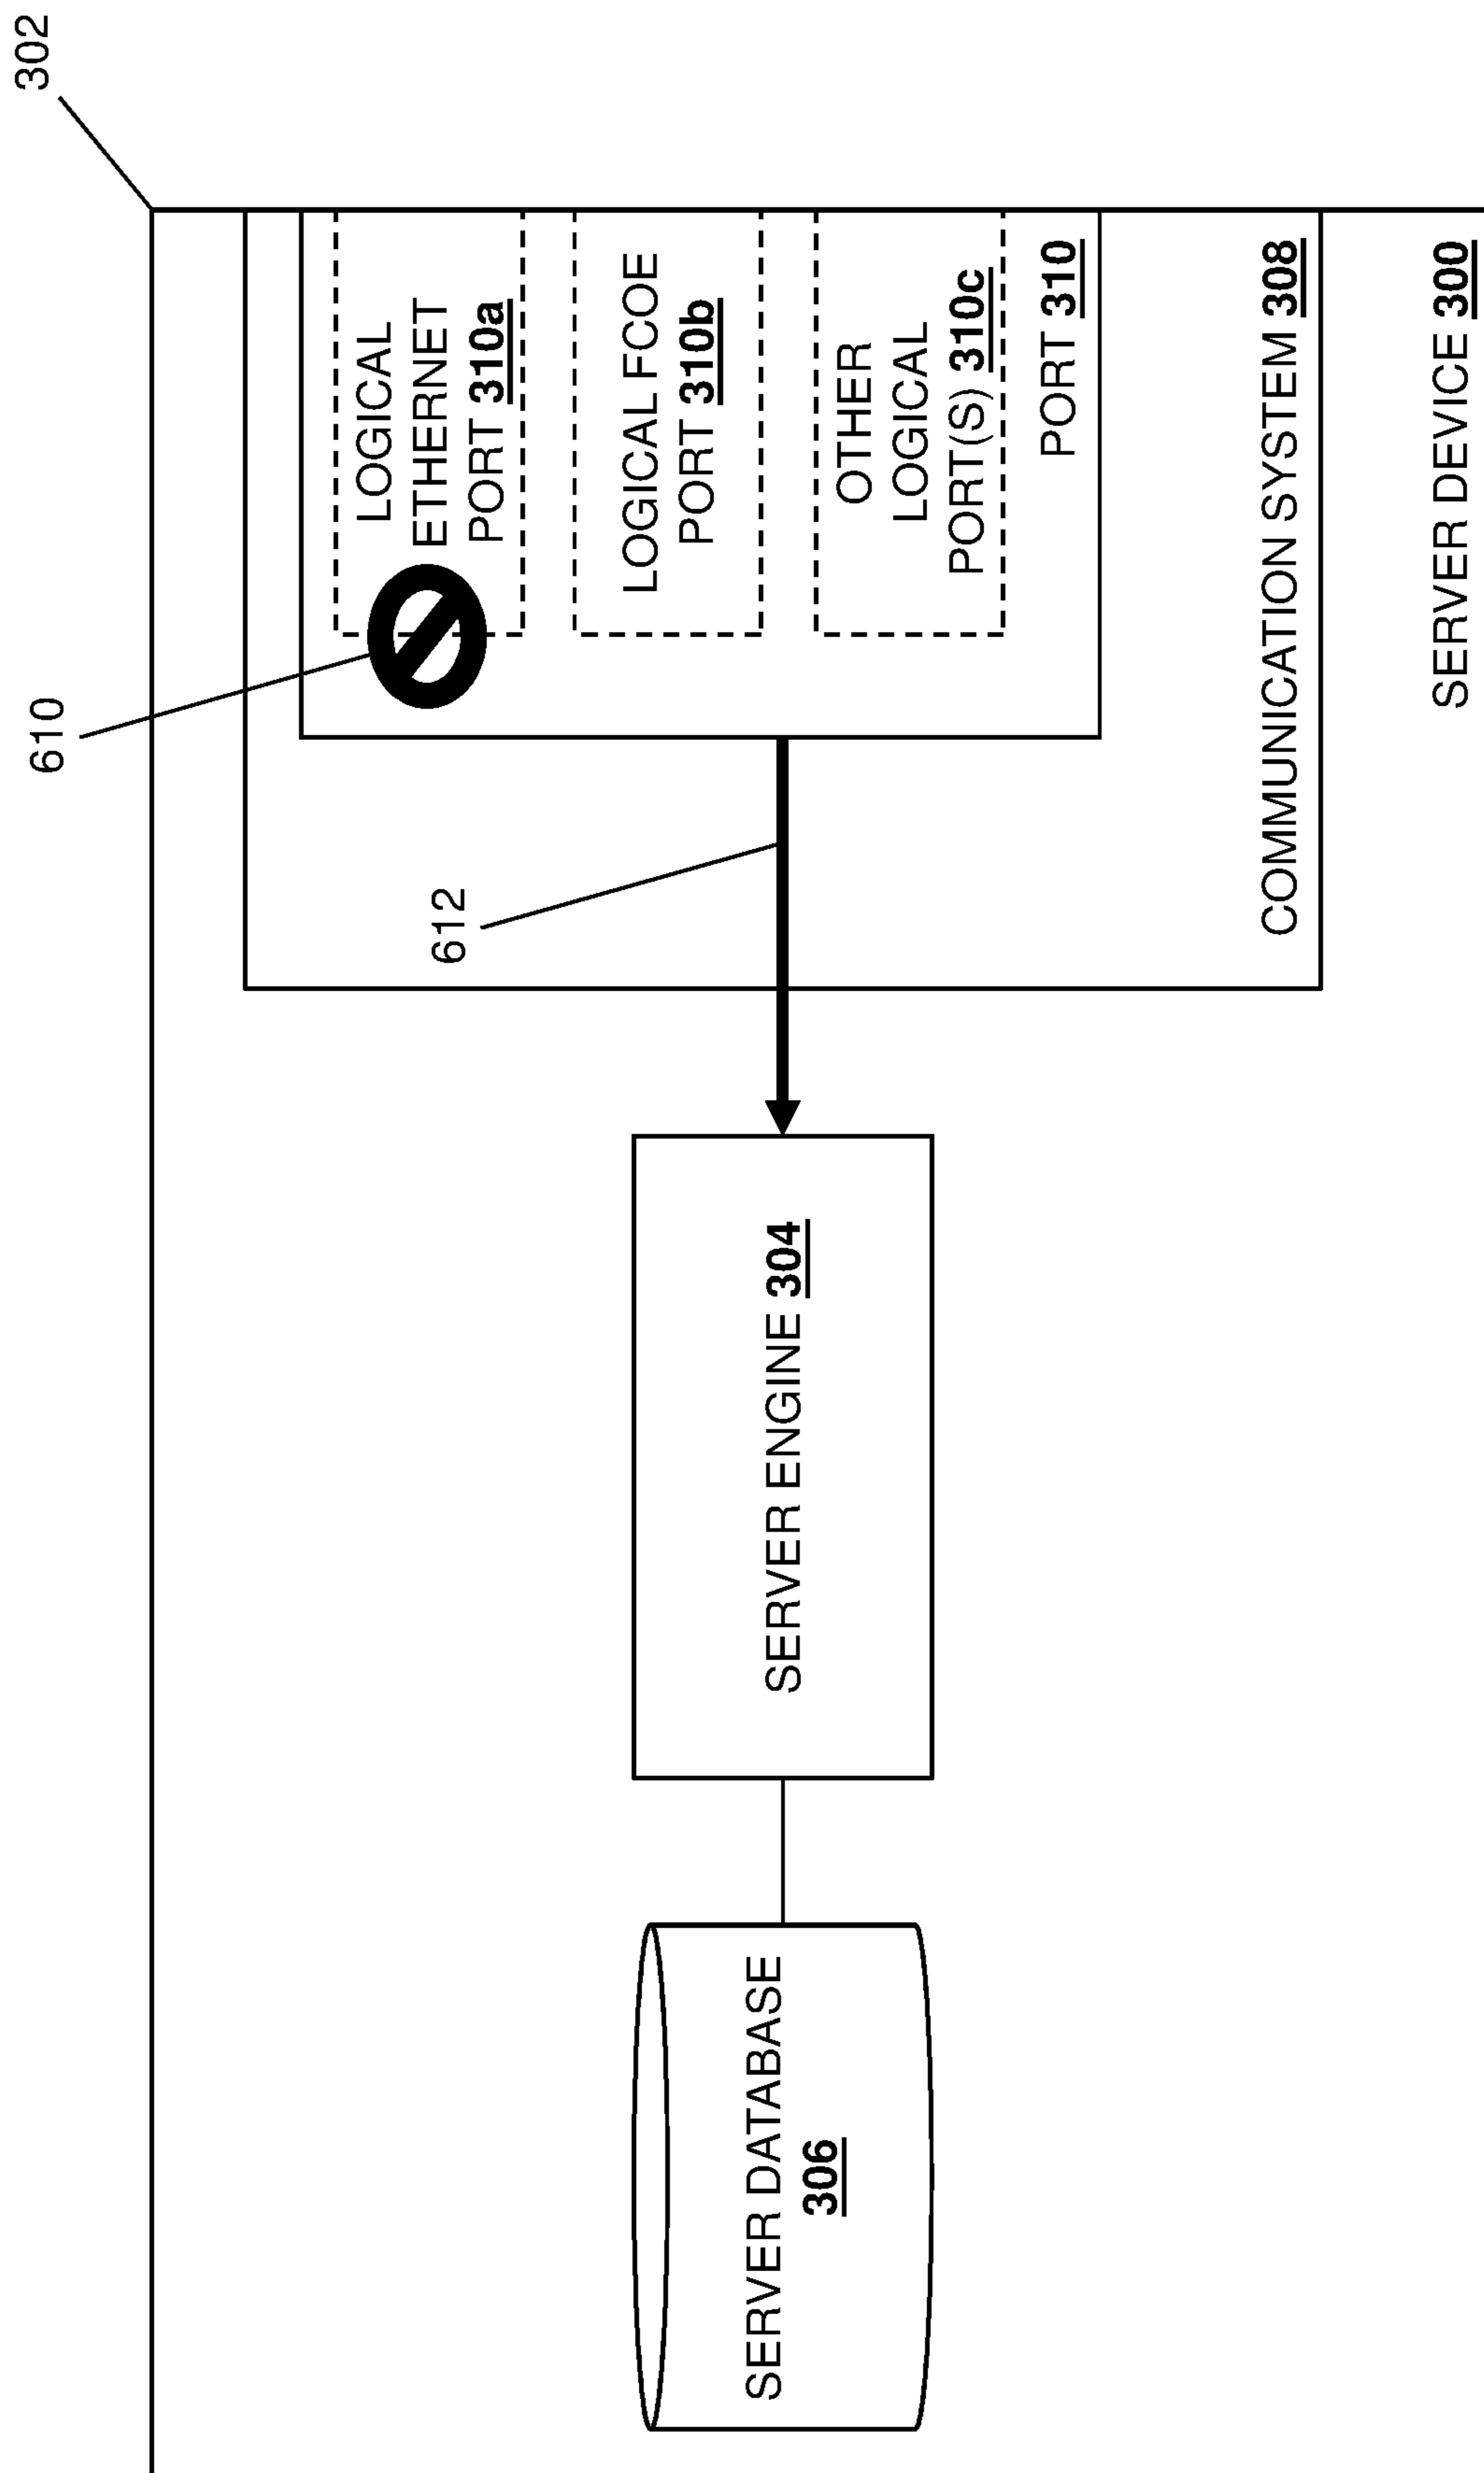 302
610
LOGICAL
ETHERNET
PORT 310a
612
LOGICAL FCOE
PORT 310b
OTHER
LOGICAL
PORT(S) 310c
PORT 310
COMMUNICATION SYSTEM 308
SERVER ENGINE 304
SERVER DATABASE
306
SERVER DEVICE 300